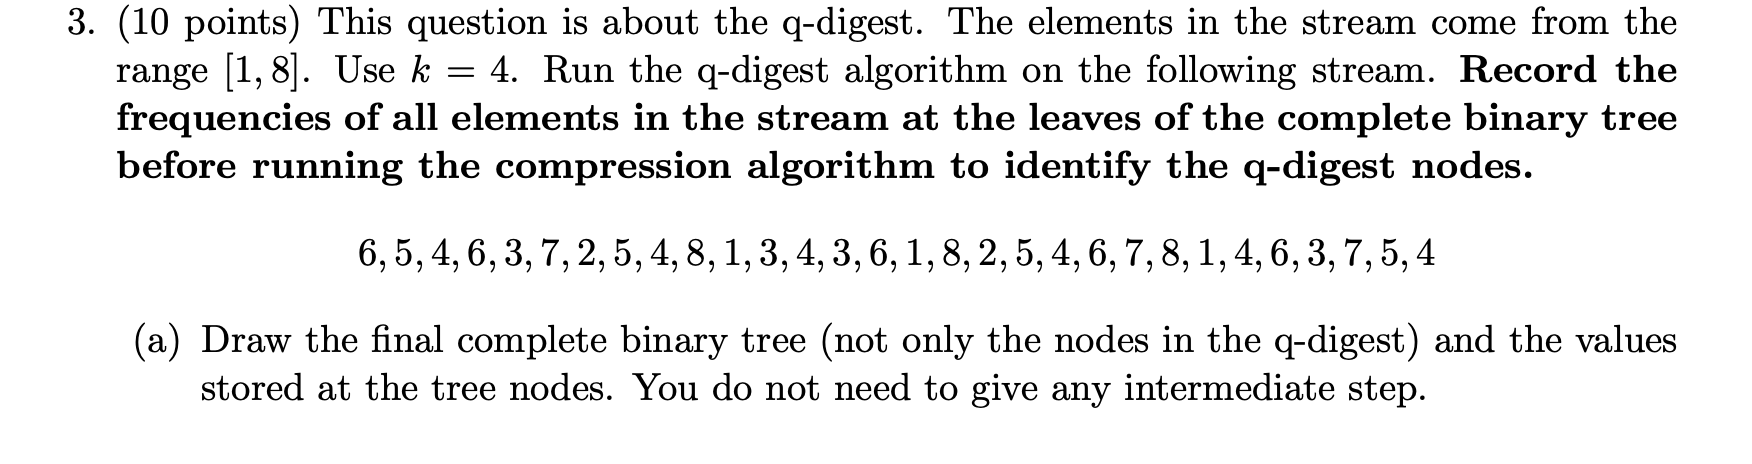 3. (10 points) This question is about the q-digest. The elements in the stream come from the
range [1, 8]. Use k = 4. Run the q-digest algorithm on the following stream. Record the
frequencies of all elements in the stream at the leaves of the complete binary tree
before running the compression algorithm to identify the q-digest nodes.
6, 5, 4, 6, 3, 7, 2, 5, 4, 8, 1, 3, 4, 3, 6, 1, 8, 2, 5, 4, 6, 7, 8, 1, 4, 6, 3, 7, 5, 4
(a) Draw the final complete binary tree (not only the nodes in the q-digest) and the values
stored at the tree nodes. You do not need to give any intermediate step.